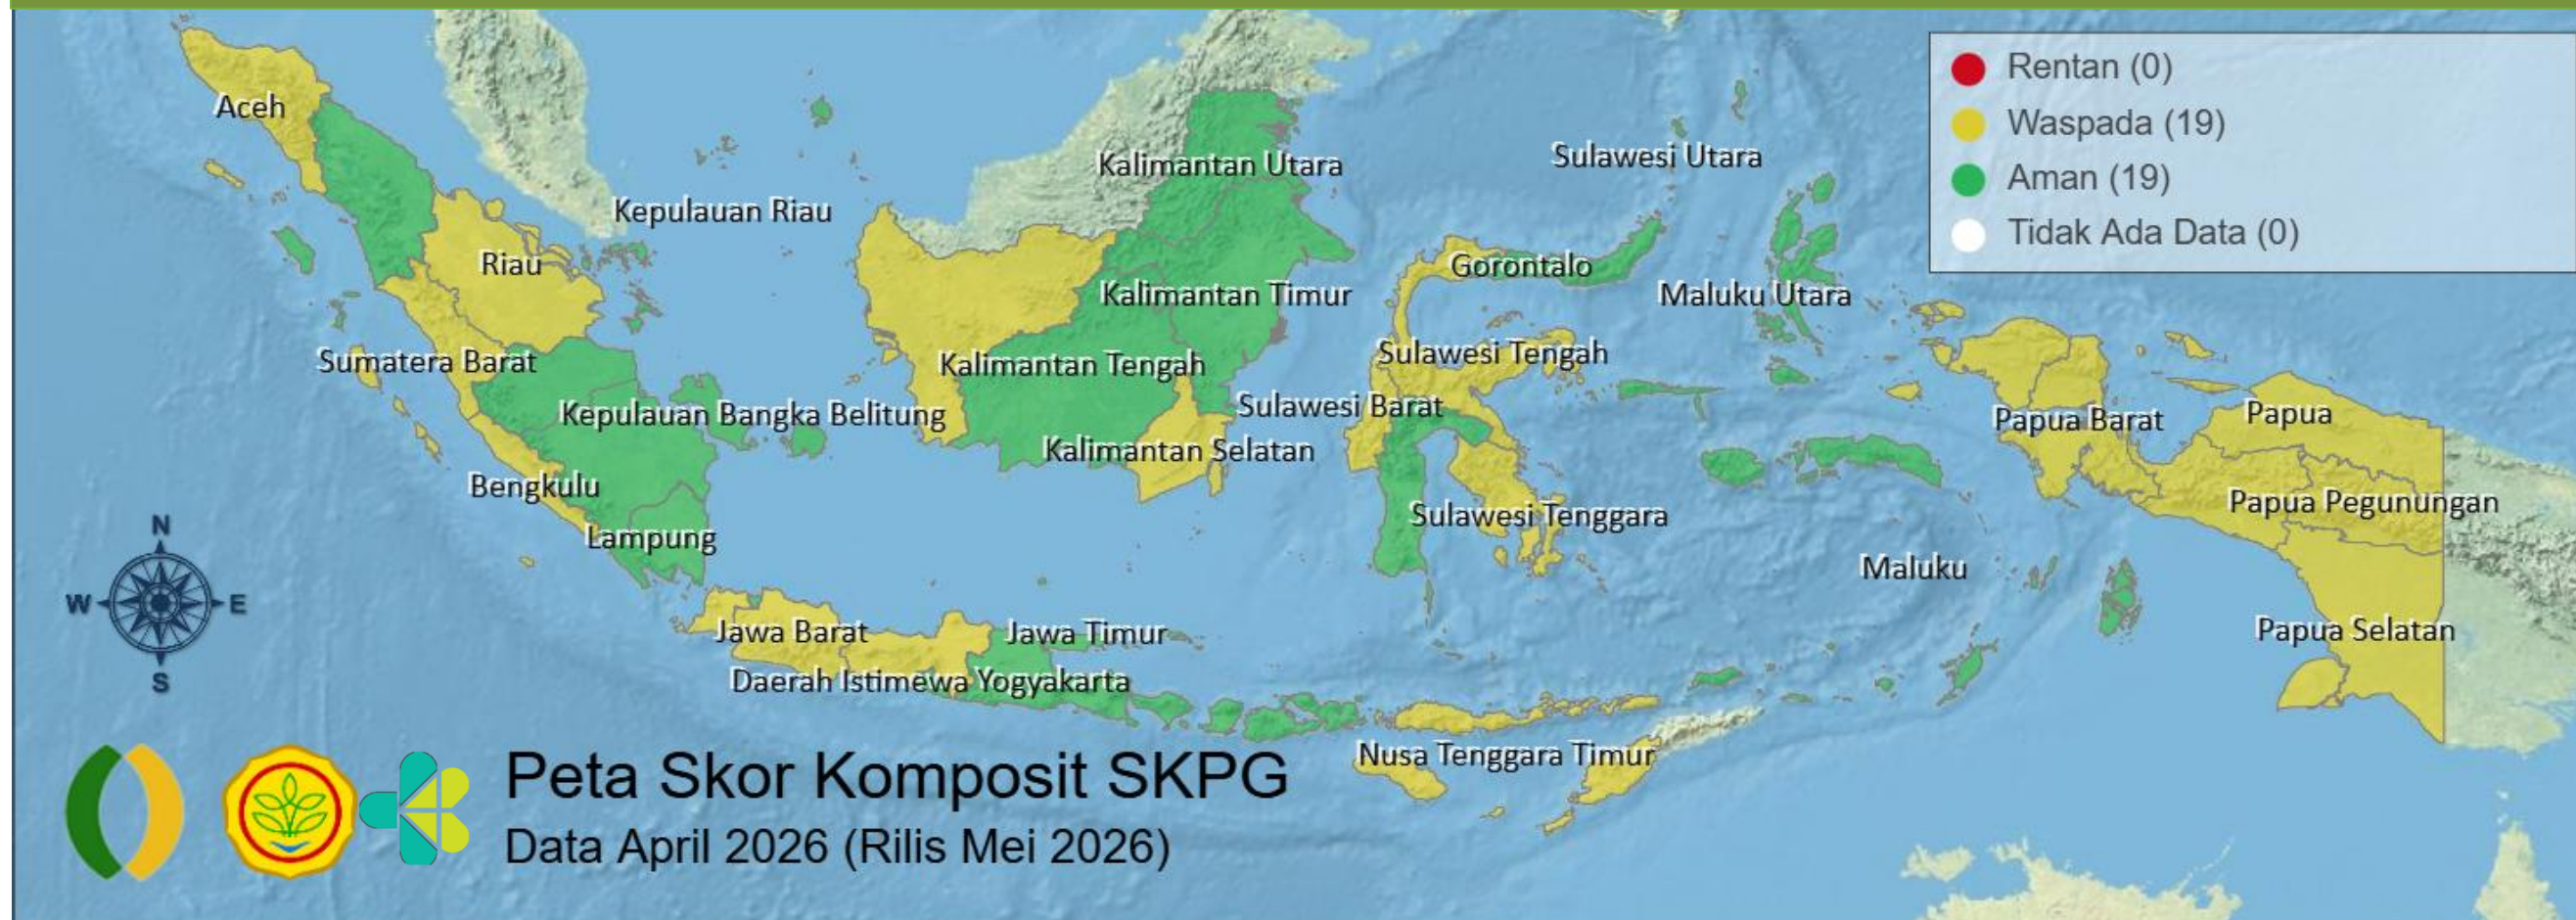 Rentan (0)
Waspada (19)
Aman (19)
Tidak Ada Data (0)
Aceh
Kalimantan Utara
Sulawesi Utara
Kepulauan Riau
Riau
Gorontalo
Kalimantan Timur
Maluku Utara
Sumatera Barat
Kalimantan Tengah
Sulawesi Tengah
Kepulauan Bangka Belitung
Sulawesi Barat
Papua Barat
Papua
Kalimantan Selatan
Bengkulu
Papua Pegunungan
Lampung
Sulawesi Tenggara
Maluku
N
W
E
S
Jawa Barat
Jawa Timur
Papua Selatan
Daerah Istimewa Yogyakarta
Nusa Tenggara Timur
Peta Skor Komposit SKPG
Data April 2026 (Rilis Mei 2026)